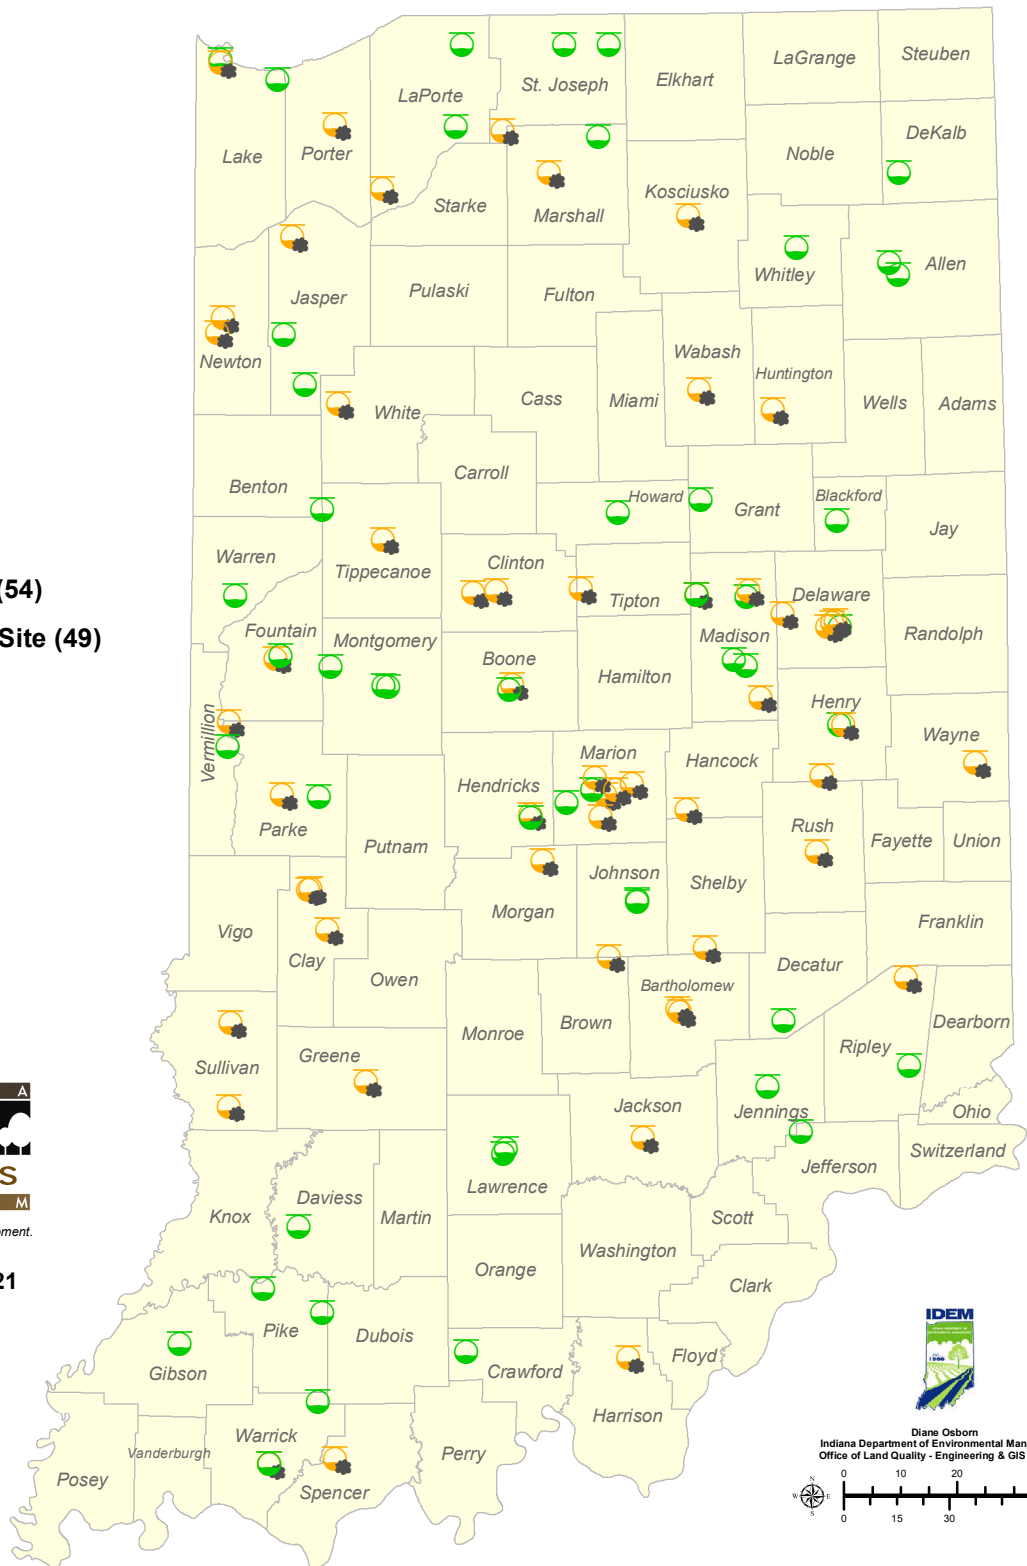 LaGrange
Steuben
St. Joseph
Elkhart
LaPorte
DeKalb
Lake
Porter
Noble
Kosciusko
Starke
Marshall
Whitley
Allen
Jasper
Pulaski
Fulton
Newton
Wabash
Huntington
White
Cass
Miami
Wells
Adams
Carroll
Benton
Howard
Blackford
Grant
Jay
Warren
Tippecanoe
Clinton
(54)
Tipton
Delaware
Site (49)
Fountain
Montgomery
Madison
Randolph
Boone
Hamilton
Henry
Vermillion
Wayne
Marion
Hancock
Hendricks
Parke
Putnam
Rush
Fayette
Union
Johnson
Shelby
Morgan
Franklin
Vigo
Clay
Owen
Decatur
Bartholomew
Brown
Monroe
Dearborn
Sullivan
Greene
Ripley
A
Jackson
Jennings
Ohio
S
Switzerland
Jefferson
Lawrence
M
Daviess
Knox
Martin
Scott
ment.
Washington
Orange
21
Clark
IDEM
1986
Pike
Dubois
Gibson
Crawford
Floyd
Harrison
Diane Osborn
Indiana Department of Environmental Man
Office of Land Quality - Engineering & GIS
Warrick
Vanderburgh
Perry
Posey
Spencer
N
W E
S
0 10 20
0 15 30